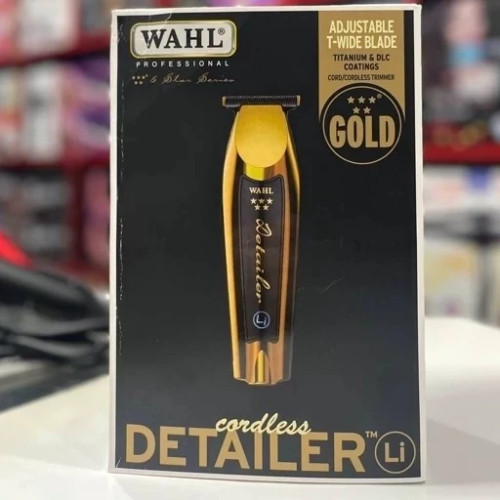 WAHL®
PROFESSIONAL
5 Star Series
ADJUSTABLE
T-WIDE BLADE
TITANIUM & DLC
COATINGS
CORD/CORDLESS TRIMMER
GOLD
WAHL
Detailer
Li
cordless
DETAILER™ Li